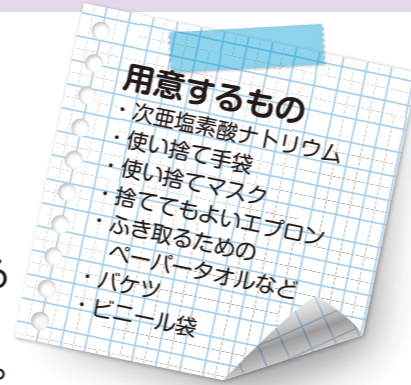 用意するもの
・次亜塩素酸ナトリウム
・使い捨て手袋
・使い捨てマスク
・捨ててもよいエプロン
・ふき取るための
ペーパータオルなど
・バケツ
・ビニール袋
る
。